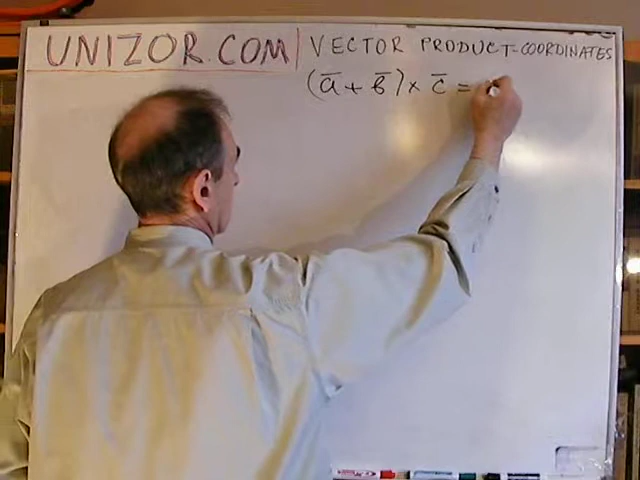 UNIZOR.COM | VECTOR PRODUCT-COORDINATES
(a̅ + b̅) × c̅ =